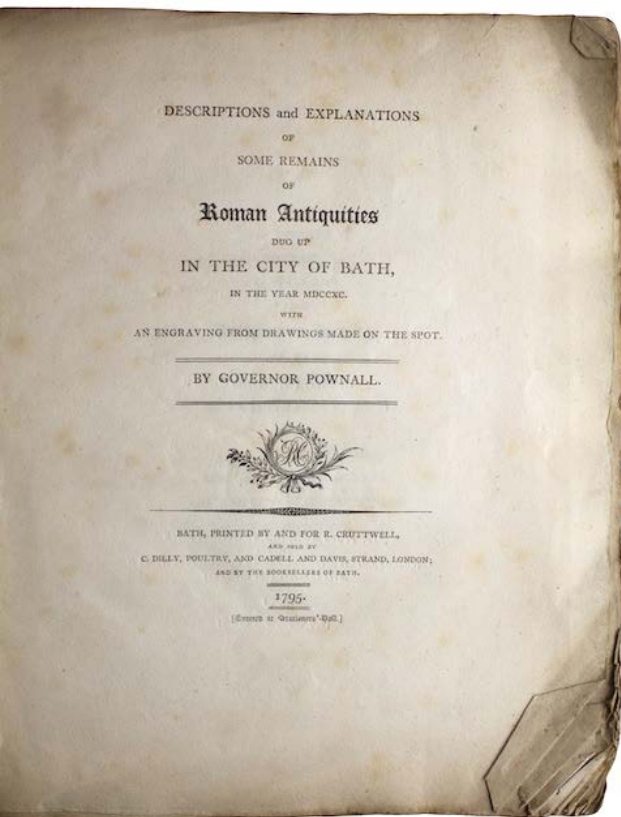 DESCRIPTIONS and EXPLANATIONS
OF
SOME REMAINS
OF
Roman Antiquities
DUG UP
IN THE CITY OF BATH,
IN THE YEAR MDCCXC.
WITH
AN ENGRAVING FROM DRAWINGS MADE ON THE SPOT.
BY GOVERNOR POWNALL.
RC
BATH, PRINTED BY AND FOR R. CRUTTWELL,
AND SOLD BY
C. DILLY, POULTRY, AND CADELL AND DAVIS, STRAND, LONDON;
AND BY THE BOOKSELLERS OF BATH.
1795.
[Entered at Stationers'-Hall.]